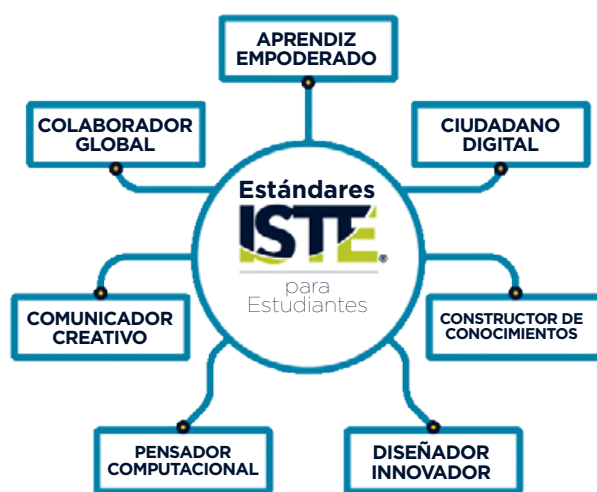 APRENDIZ
EMPODERADO
COLABORADOR
GLOBAL
CIUDADANO
DIGITAL
Estándares
ISTE®
para
Estudiantes
COMUNICADOR
CREATIVO
CONSTRUCTOR DE
CONOCIMIENTOS
PENSADOR
COMPUTACIONAL
DISEÑADOR
INNOVADOR